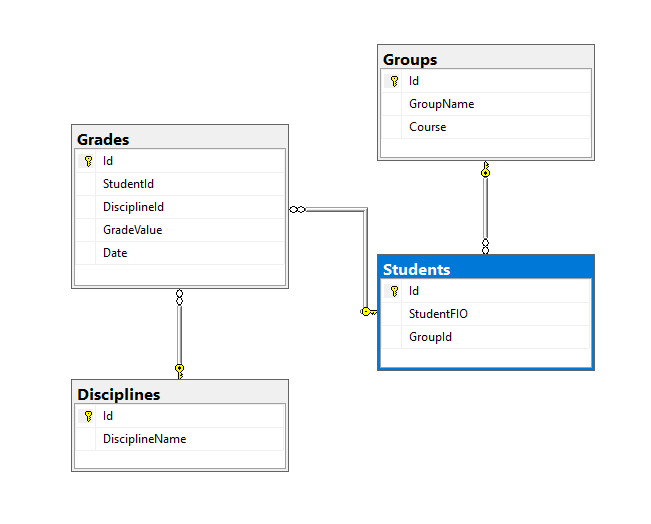 Groups
Id
GroupName
Course
Grades
Id
StudentId
DisciplineId
GradeValue
Date
Students
Id
StudentFIO
GroupId
Disciplines
Id
DisciplineName